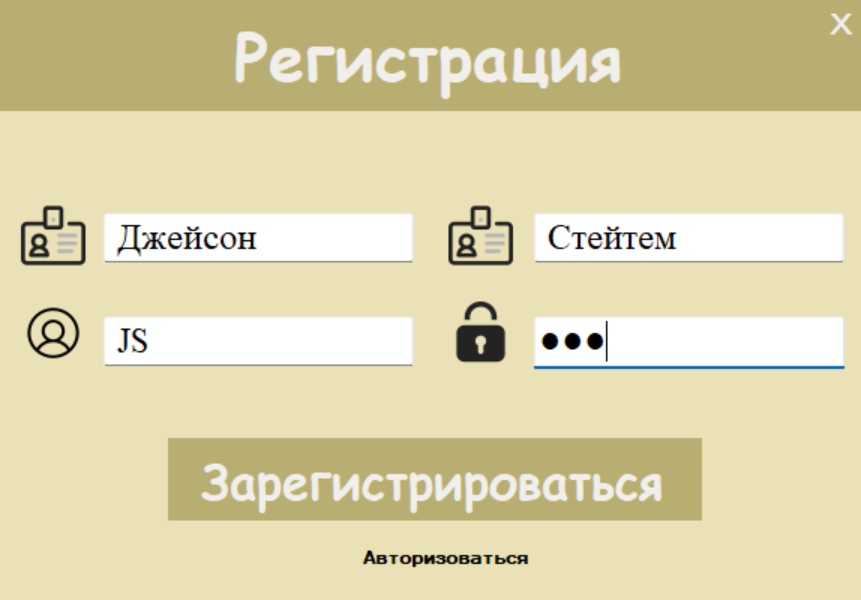 X
Регистрация
Джейсон
Стейтем
JS
●●●
Зарегистрироваться
Авторизоваться